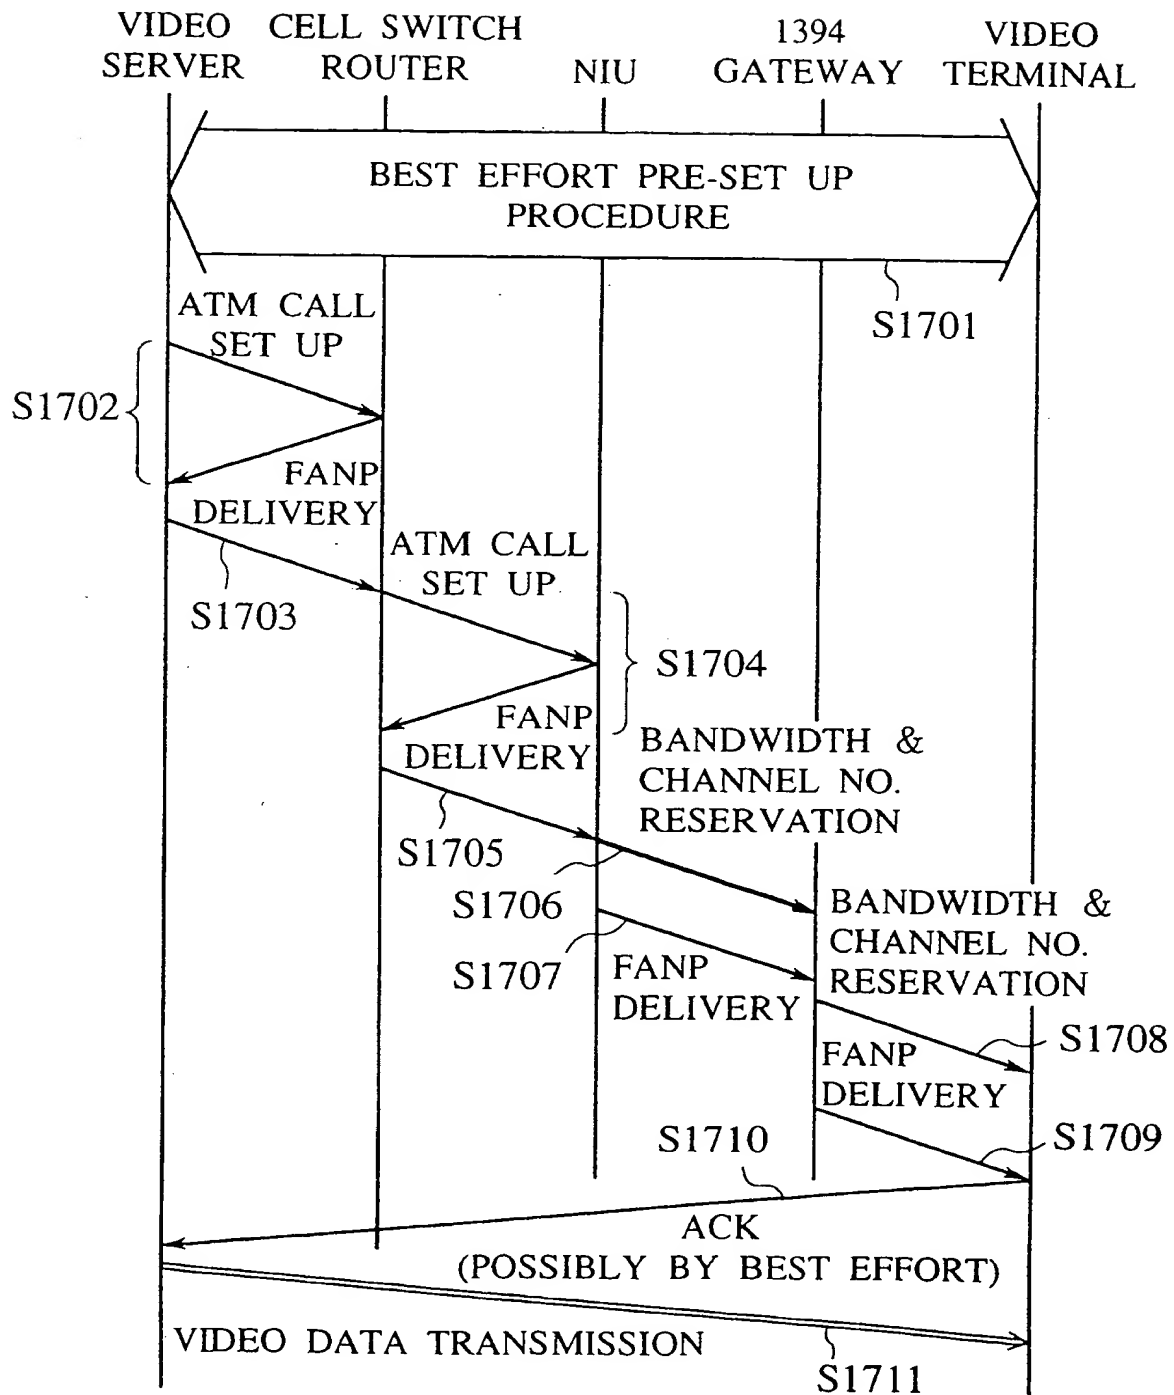 VIDEO SERVER
CELL SWITCH ROUTER
NIU
1394 GATEWAY
VIDEO TERMINAL
BEST EFFORT PRE-SET UP
PROCEDURE
S1701
ATM CALL
SET UP
S1702
FANP
DELIVERY
S1703
ATM CALL
SET UP
S1704
FANP
DELIVERY
S1705
BANDWIDTH &
CHANNEL NO.
RESERVATION
S1706
S1707
FANP
DELIVERY
BANDWIDTH &
CHANNEL NO.
RESERVATION
S1708
FANP
DELIVERY
S1709
S1710
ACK
(POSSIBLY BY BEST EFFORT)
VIDEO DATA TRANSMISSION
S1711